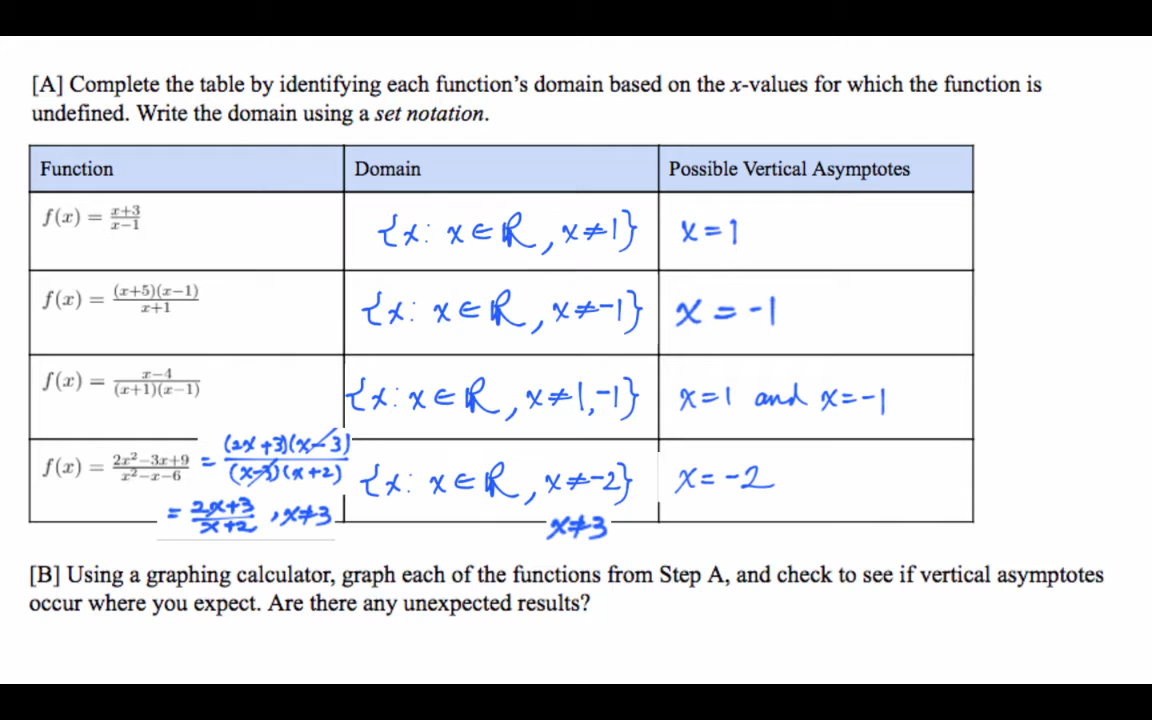 [A] Complete the table by identifying each function's domain based on the x-values for which the function is
undefined. Write the domain using a set notation.
Function	Domain	Possible Vertical Asymptotes
f(x) = (x+3)/(x−1)	{x: x∈ℝ, x≠1}	x=1
f(x) = ((x+5)(x−1))/(x+1)	{x: x∈ℝ, x≠-1}	x = -1
f(x) = (x−4)/((x+1)(x−1))	{x: x∈ℝ, x≠1,-1}	x=1 and x=-1
f(x) = (2x²−3x+9)/(x²−x−6) = ((2x+3)(x-3))/((x-3)(x+2))	{x: x∈ℝ, x≠-2}	x=-2
= (2x+3)/(x+2), x≠3	x≠3
[B] Using a graphing calculator, graph each of the functions from Step A, and check to see if vertical asymptotes
occur where you expect. Are there any unexpected results?